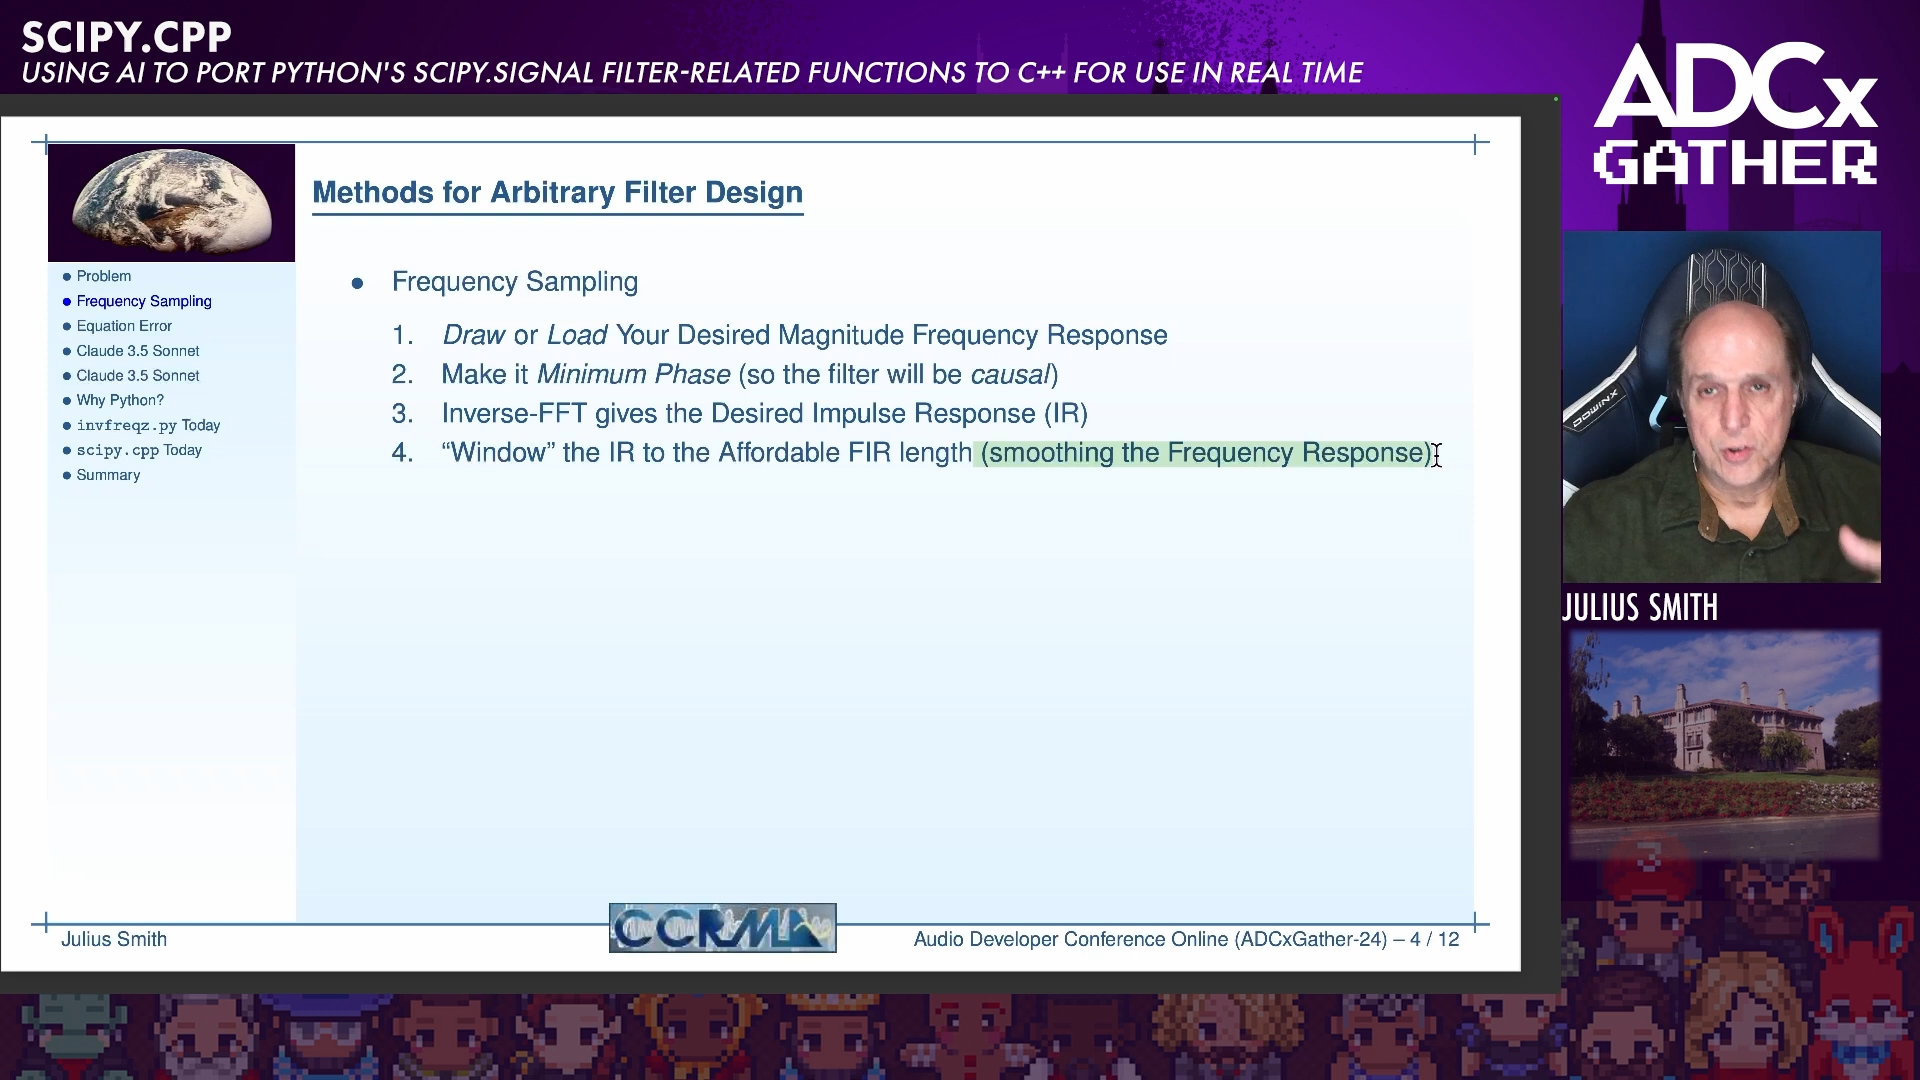 SCIPY.CPP
USING AI TO PORT PYTHON'S SCIPY.SIGNAL FILTER-RELATED FUNCTIONS TO C++ FOR USE IN REAL TIME
ADCx
GATHER
Methods for Arbitrary Filter Design
● Problem
● Frequency Sampling
● Equation Error
● Claude 3.5 Sonnet
● Claude 3.5 Sonnet
● Why Python?
● invfreqz.py Today
● scipy.cpp Today
● Summary
● Frequency Sampling
1. Draw or Load Your Desired Magnitude Frequency Response
2. Make it Minimum Phase (so the filter will be causal)
3. Inverse-FFT gives the Desired Impulse Response (IR)
4. “Window” the IR to the Affordable FIR length (smoothing the Frequency Response)
DOWINX
JULIUS SMITH
3
Julius Smith
CCRMA
Audio Developer Conference Online (ADCxGather-24) – 4 / 12